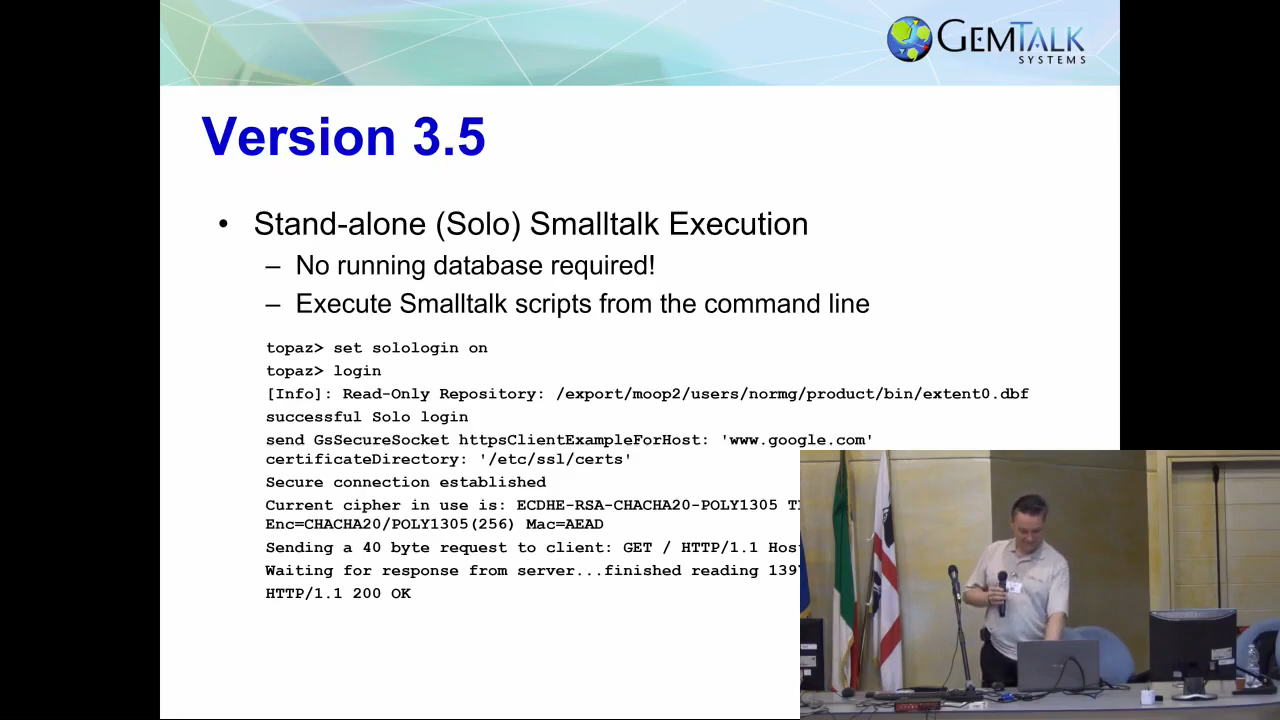 GEMTALK
SYSTEMS
Version 3.5
• Stand-alone (Solo) Smalltalk Execution
– No running database required!
– Execute Smalltalk scripts from the command line
topaz> set sologin on
topaz> login
[Info]: Read-Only Repository: /export/moop2/users/normg/product/bin/extent0.dbf
successful Solo login
send GsSecureSocket httpsClientExampleForHost: 'www.google.com'
certificateDirectory: '/etc/ssl/certs'
Secure connection established
Current cipher in use is: ECDHE-RSA-CHACHA20-POLY1305
Enc=CHACHA20/POLY1305(256) Mac=AEAD
Sending a 40 byte request to client: GET / HTTP/1.1
Waiting for response from server...finished reading
HTTP/1.1 200 OK